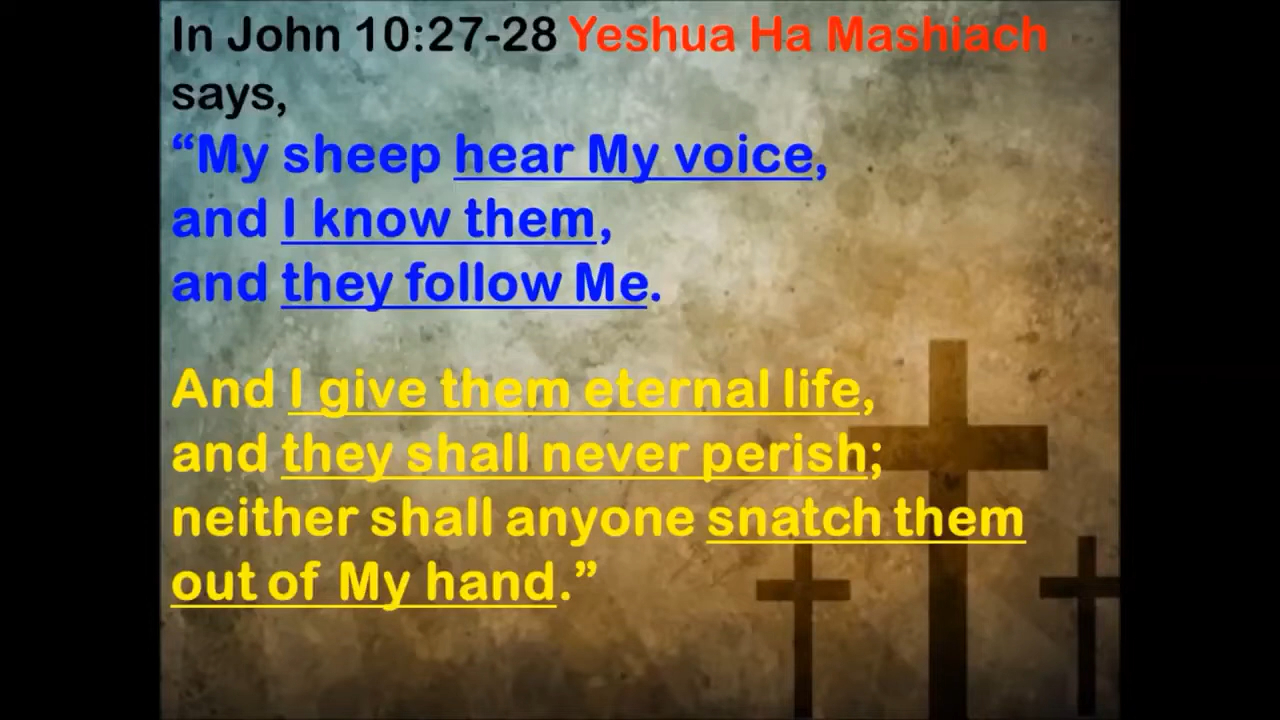 In John 10:27-28 Yeshua Ha Mashiach
says,
“My sheep hear My voice,
and I know them,
and they follow Me.
And I give them eternal life,
and they shall never perish;
neither shall anyone snatch them
out of My hand.”